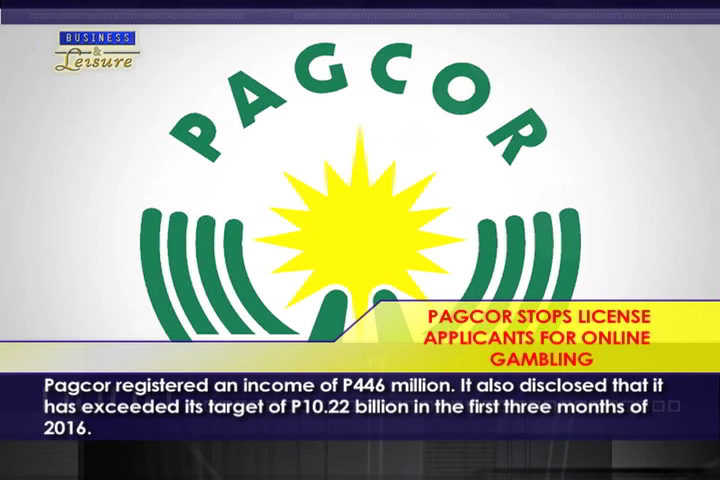 BUSINESS
&
Leisure
PAGCOR
PAGCOR STOPS LICENSE
APPLICANTS FOR ONLINE
GAMBLING
Pagcor registered an income of P446 million. It also disclosed that it
has exceeded its target of P10.22 billion in the first three months of
2016.